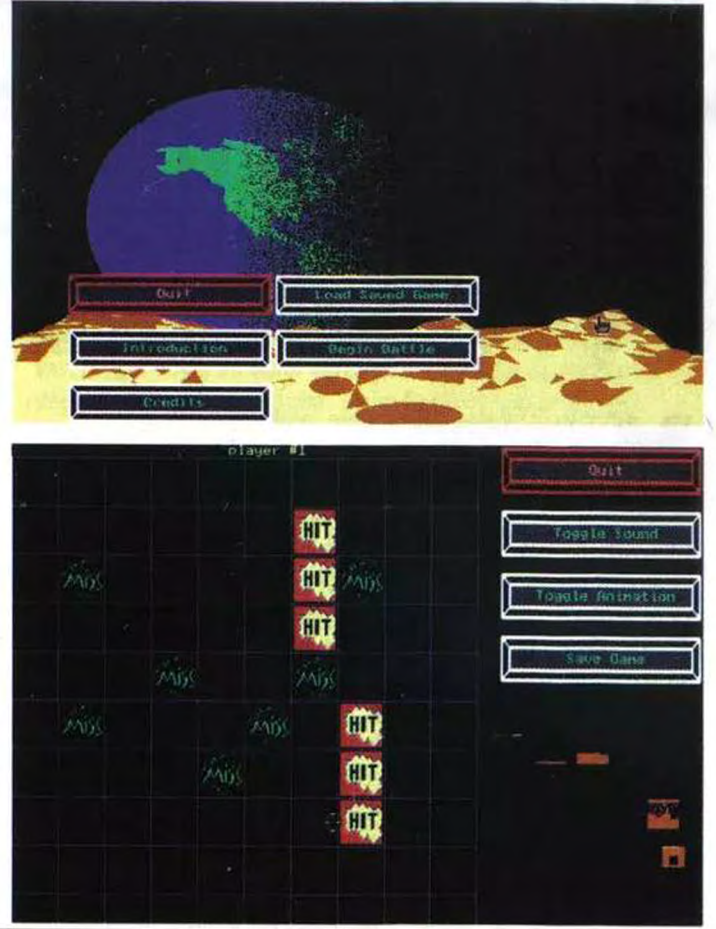 Quit
Load Saved Game
Introduction
Begin Battle
Credits
player #1
Quit
HIT
Toggle Sound
MISS
HIT
MISS
Toggle Animation
HIT
Save Game
MISS
MISS
MISS
MISS
HIT
MISS
HIT
HIT